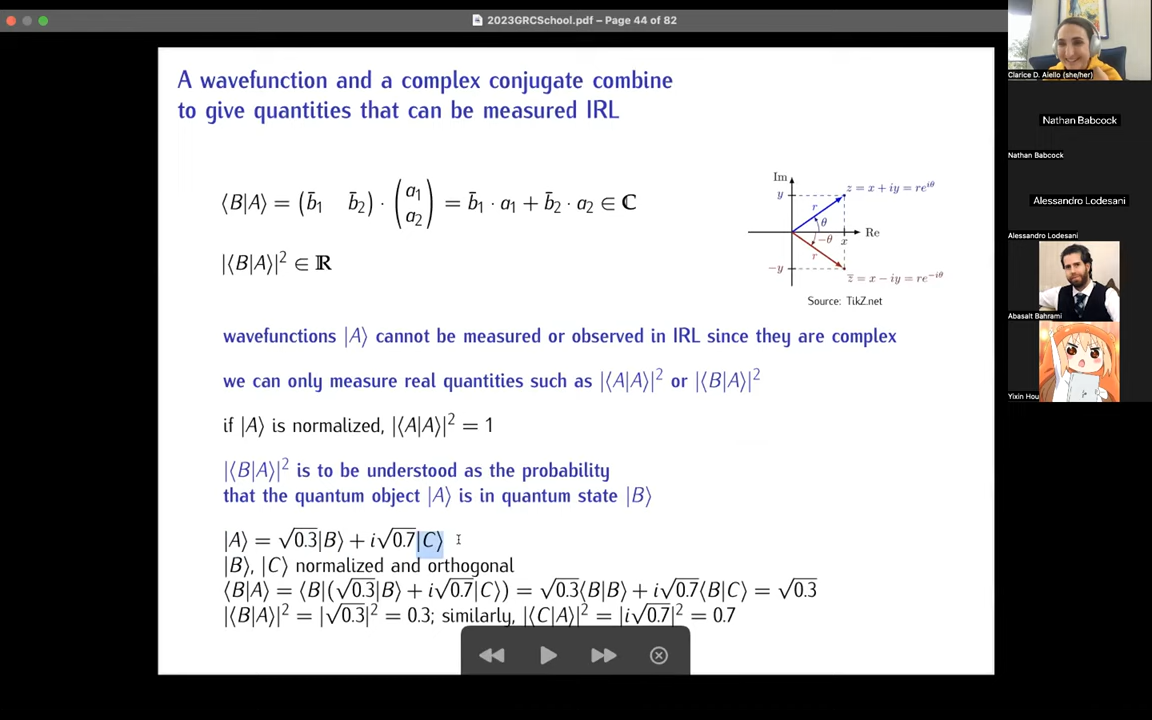 2023GRCSchool.pdf – Page 44 of 82
A wavefunction and a complex conjugate combine
to give quantities that can be measured IRL
⟨B|A⟩ = (b̄₁ b̄₂) · (a₁ a₂) = b̄₁ · a₁ + b̄₂ · a₂ ∈ ℂ
|⟨B|A⟩|² ∈ ℝ
Im
y
z = x + iy = re^{iθ}
r
θ
−θ
x
Re
r
−y
z̄ = x − iy = re^{−iθ}
Source: TikZ.net
wavefunctions |A⟩ cannot be measured or observed in IRL since they are complex
we can only measure real quantities such as |⟨A|A⟩|² or |⟨B|A⟩|²
if |A⟩ is normalized, |⟨A|A⟩|² = 1
|⟨B|A⟩|² is to be understood as the probability
that the quantum object |A⟩ is in quantum state |B⟩
|A⟩ = √0.3|B⟩ + i√0.7|C⟩
|B⟩, |C⟩ normalized and orthogonal
⟨B|A⟩ = ⟨B|(√0.3|B⟩ + i√0.7|C⟩) = √0.3⟨B|B⟩ + i√0.7⟨B|C⟩ = √0.3
|⟨B|A⟩|² = |√0.3|² = 0.3; similarly, |⟨C|A⟩|² = |i√0.7|² = 0.7
Clarice D. Aiello (she/her)
Nathan Babcock
Nathan Babcock
Alessandro Lodesani
Alessandro Lodesani
Abasalt Bahrami
Yixin Hou